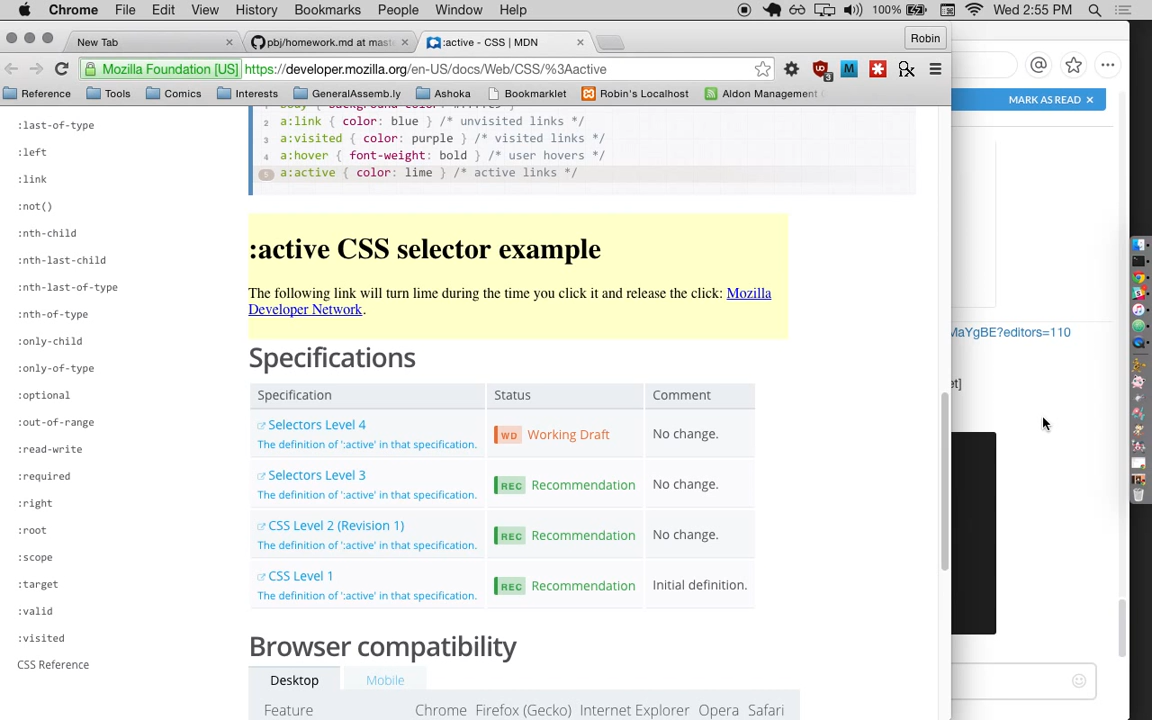 Chrome File Edit View History Bookmarks People Window Help 100% Wed 2:55 PM
New Tab pbj/homework.md at maste :active - CSS | MDN Robin
Mozilla Foundation [US] https://developer.mozilla.org/en-US/docs/Web/CSS/%3Aactive
Reference Tools Comics Interests GeneralAssemb.ly Ashoka Bookmarklet Robin's Localhost Aldon Management
MARK AS READ ×
:last-of-type
:left
:link
:not()
:nth-child
:nth-last-child
:nth-last-of-type
:nth-of-type
:only-child
:only-of-type
:optional
:out-of-range
:read-write
:required
:right
:root
:scope
:target
:valid
:visited
CSS Reference
2 a:link { color: blue } /* unvisited links */
3 a:visited { color: purple } /* visited links */
4 a:hover { font-weight: bold } /* user hovers */
5 a:active { color: lime } /* active links */
:active CSS selector example
The following link will turn lime during the time you click it and release the click: Mozilla
Developer Network.
Specifications
Specification Status Comment
Selectors Level 4
The definition of ':active' in that specification.
WD Working Draft No change.
Selectors Level 3
The definition of ':active' in that specification.
REC Recommendation No change.
CSS Level 2 (Revision 1)
The definition of ':active' in that specification.
REC Recommendation No change.
CSS Level 1
The definition of ':active' in that specification.
REC Recommendation Initial definition.
Browser compatibility
Desktop Mobile
Feature Chrome Firefox (Gecko) Internet Explorer Opera Safari
MaYgBE?editors=110
et]